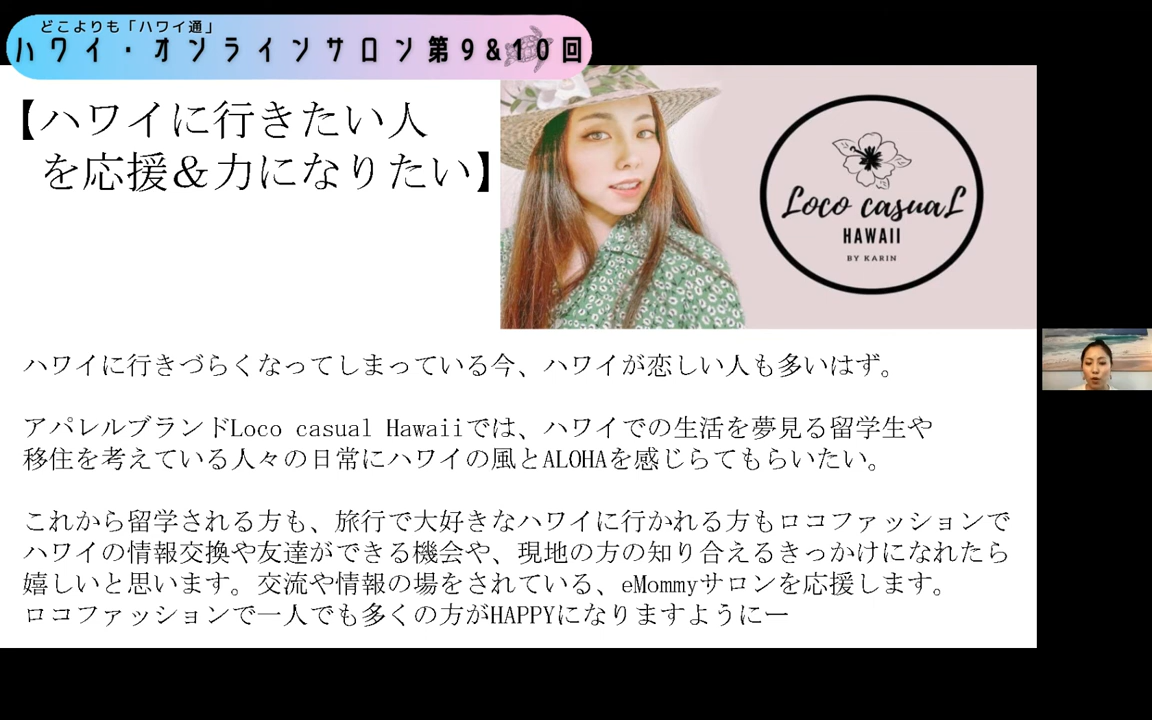 どこよりも「ハワイ通」
ハワイ・オンラインサロン第9&10回
【ハワイに行きたい人
を応援＆力になりたい】
Loco casuaL
HAWAII
BY KARIN
ハワイに行きづらくなってしまっている今、ハワイが恋しい人も多いはず。
アパレルブランドLoco casual Hawaiiでは、ハワイでの生活を夢見る留学生や
移住を考えている人々の日常にハワイの風とALOHAを感じらてもらいたい。
これから留学される方も、旅行で大好きなハワイに行かれる方もロコファッションで
ハワイの情報交換や友達ができる機会や、現地の方の知り合えるきっかけになれたら
嬉しいと思います。交流や情報の場をされている、eMommyサロンを応援します。
ロコファッションで一人でも多くの方がHAPPYになりますようにー